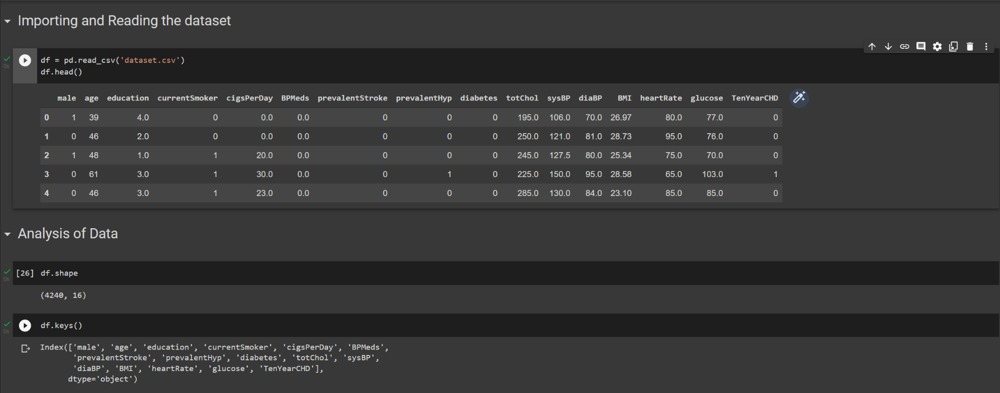 Importing and Reading the dataset
0s
df = pd.read_csv('dataset.csv')
df.head()
male age education currentSmoker cigsPerDay BPMeds prevalentStroke prevalentHyp diabetes totChol sysBP diaBP BMI heartRate glucose TenYearCHD
0 1 39 4.0 0 0.0 0.0 0 0 0 195.0 106.0 70.0 26.97 80.0 77.0 0
1 0 46 2.0 0 0.0 0.0 0 0 0 250.0 121.0 81.0 28.73 95.0 76.0 0
2 1 48 1.0 1 20.0 0.0 0 0 0 245.0 127.5 80.0 25.34 75.0 70.0 0
3 0 61 3.0 1 30.0 0.0 0 1 0 225.0 150.0 95.0 28.58 65.0 103.0 1
4 0 46 3.0 1 23.0 0.0 0 0 0 285.0 130.0 84.0 23.10 85.0 85.0 0
Analysis of Data
0s
[26] df.shape
(4240, 16)
0s
df.keys()
Index(['male', 'age', 'education', 'currentSmoker', 'cigsPerDay', 'BPMeds',
'prevalentStroke', 'prevalentHyp', 'diabetes', 'totChol', 'sysBP',
'diaBP', 'BMI', 'heartRate', 'glucose', 'TenYearCHD'],
dtype='object')